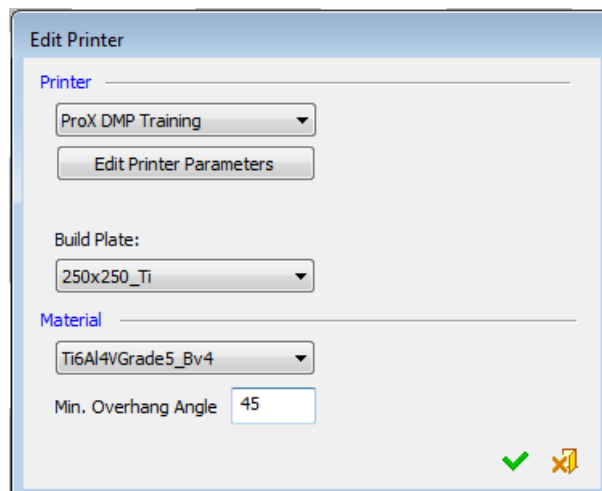 Edit Printer
Printer
ProX DMP Training
Edit Printer Parameters
Build Plate:
250x250_Ti
Material
Ti6Al4VGrade5_Bv4
Min. Overhang Angle 45